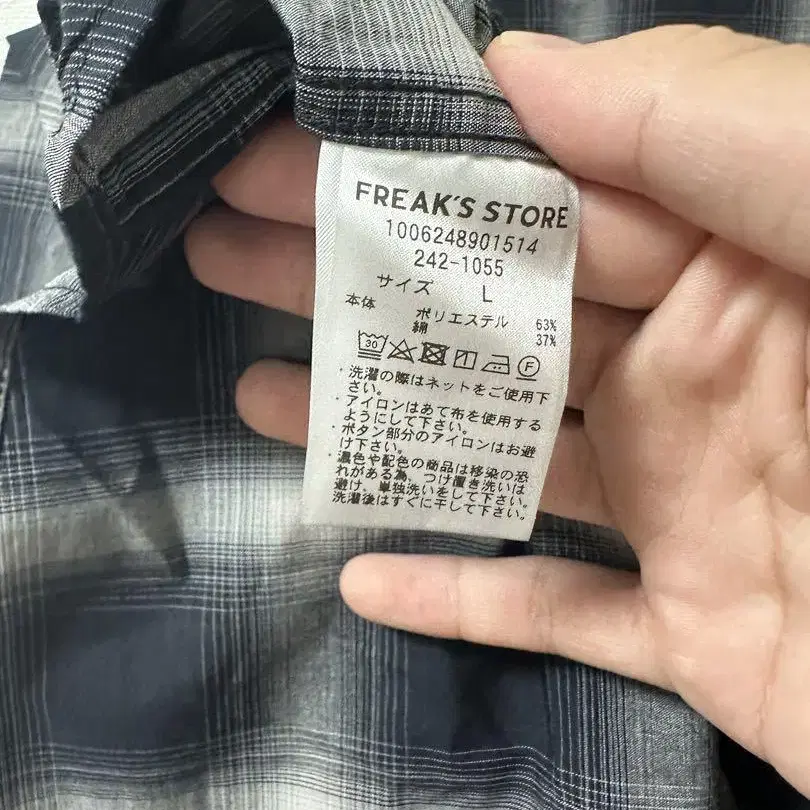 FREAK'S STORE
1006248901514
242-1055
サイズ L
本体 ポリエステル 63%
綿 37%
30 F
・洗濯の際はネットをご使用下
さい。
・アイロンはあて布を使用する
ようにして下さい。
・ボタン部分のアイロンはお避
け下さい。
・濃色や配色の商品は移染の恐
れがある為、つけ置き洗いは
避け、単独洗いをして下さい。
洗濯後はすぐに干して下さい。